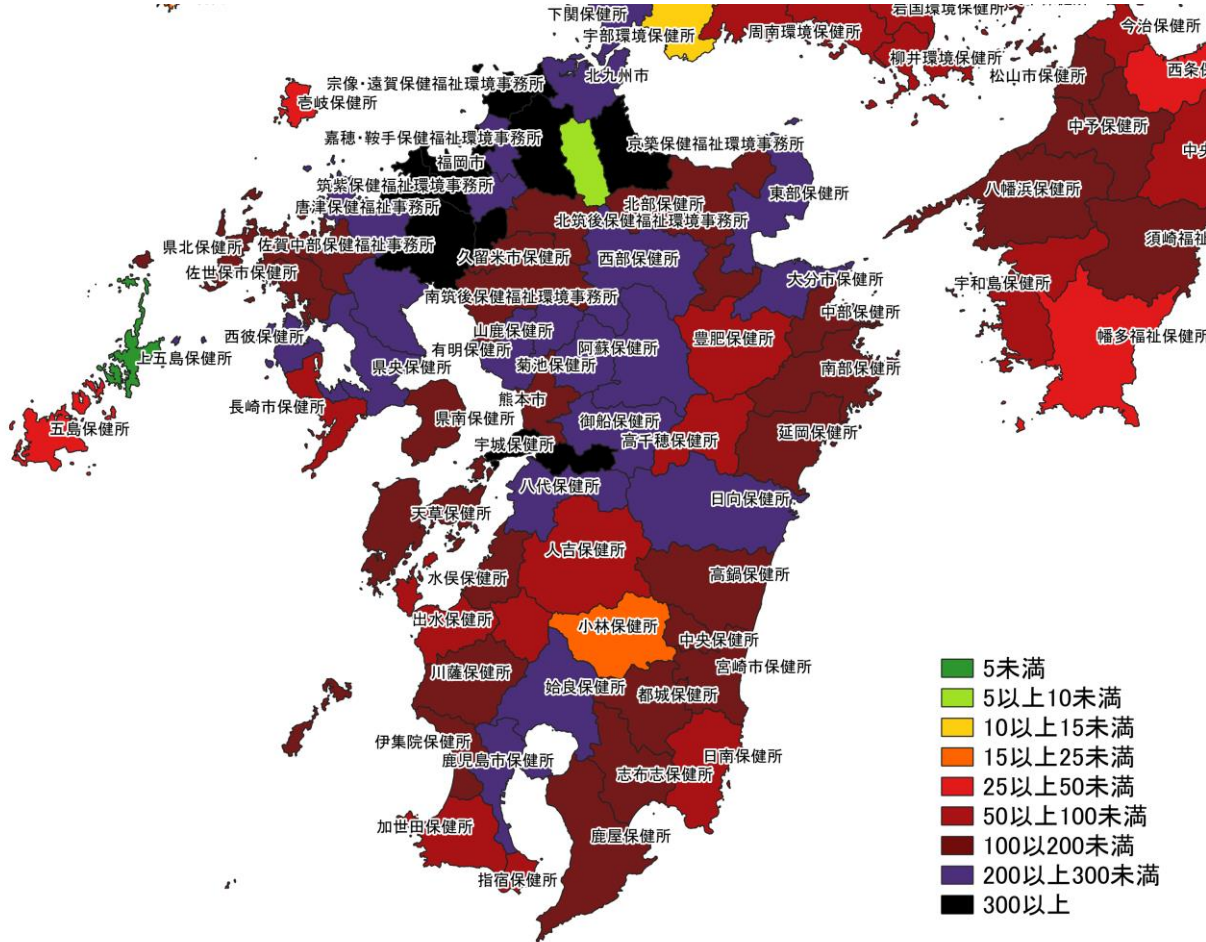 下関保健所
岩国環境保健所
宇部環境保健所
周南環境保健所
今治保健所
柳井環境保健所
西条保
松山市保健所
北九州市
宗像・遠賀保健福祉環境事務所
壱岐保健所
中予保健所
嘉穂・鞍手保健福祉環境事務所
京築保健福祉環境事務所
中央
福岡市
筑紫保健福祉環境事務所
八幡浜保健所
東部保健所
唐津保健福祉事務所
北部保健所
北筑後保健福祉環境事務所
須崎福祉
県北保健所
佐賀中部保健福祉事務所
久留米市保健所
西部保健所
佐世保市保健所
大分市保健所
宇和島保健所
南筑後保健福祉環境事務所
中部保健所
西彼保健所
山鹿保健所
豊肥保健所
幡多福祉保健所
上五島保健所
有明保健所
阿蘇保健所
県央保健所
菊池保健所
南部保健所
長崎市保健所
熊本市
県南保健所
御船保健所
五島保健所
延岡保健所
宇城保健所
高千穂保健所
八代保健所
日向保健所
天草保健所
人吉保健所
水俣保健所
高鍋保健所
出水保健所
小林保健所
中央保健所
川薩保健所
宮崎市保健所
姶良保健所
都城保健所
伊集院保健所
鹿児島市保健所
日南保健所
志布志保健所
加世田保健所
鹿屋保健所
指宿保健所
5未満
5以上10未満
10以上15未満
15以上25未満
25以上50未満
50以上100未満
100以200未満
200以上300未満
300以上